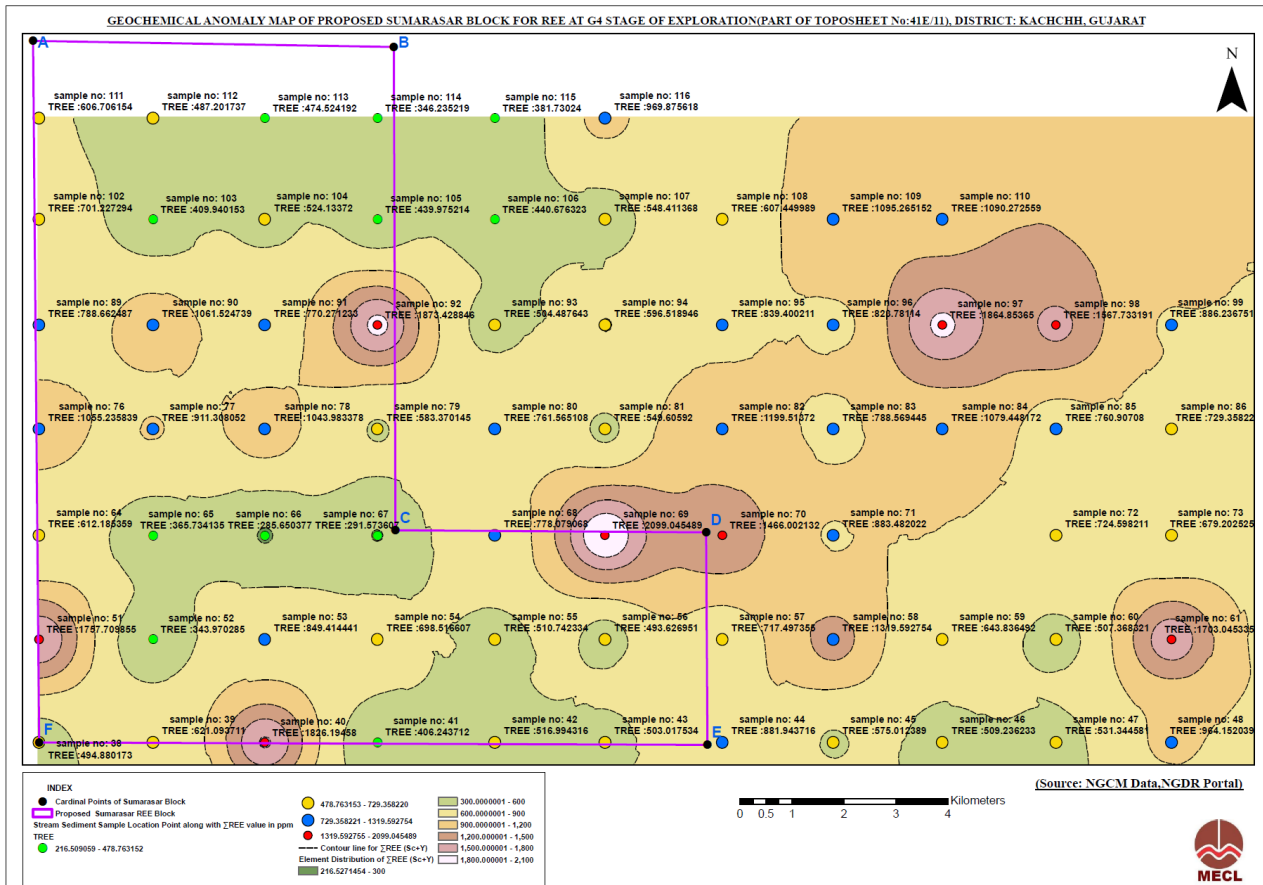 GEOCHEMICAL ANOMALY MAP OF PROPOSED SUMARASAR BLOCK FOR REE AT G4 STAGE OF EXPLORATION(PART OF TOPOSHEET No:41E/11), DISTRICT: KACHCHH, GUJARAT
A
B
N
sample no: 111
TREE :606.706154
sample no: 112
TREE :487.201737
sample no: 113
TREE :474.524192
sample no: 114
TREE :346.235219
sample no: 115
TREE :381.73024
sample no: 116
TREE :969.875618
sample no: 102
TREE :701.227294
sample no: 103
TREE :409.940153
sample no: 104
TREE :524.13372
sample no: 105
TREE :439.975214
sample no: 106
TREE :440.676323
sample no: 107
TREE :548.411368
sample no: 108
TREE :607.449989
sample no: 109
TREE :1095.265152
sample no: 110
TREE :1090.272559
sample no: 89
TREE :788.662487
sample no: 90
TREE :1061.524739
sample no: 91
TREE :770.271233
sample no: 92
TREE :1873.428846
sample no: 93
TREE :504.487643
sample no: 94
TREE :596.518946
sample no: 95
TREE :839.400211
sample no: 96
TREE :820.78114
sample no: 97
TREE :1864.85365
sample no: 98
TREE :1567.733191
sample no: 99
TREE :886.236751
sample no: 76
TREE :1055.235839
sample no: 77
TREE :911.308052
sample no: 78
TREE :1043.983378
sample no: 79
TREE :583.370145
sample no: 80
TREE :761.565108
sample no: 81
TREE :549.60592
sample no: 82
TREE :1199.51372
sample no: 83
TREE :788.569445
sample no: 84
TREE :1079.448172
sample no: 85
TREE :760.90708
sample no: 86
TREE :729.35822
sample no: 64
TREE :612.185359
sample no: 65
TREE :365.734135
sample no: 66
TREE :285.650377
sample no: 67
TREE :291.573607
C
sample no: 68
TREE :778.079068
sample no: 69
TREE :2099.045489
D
sample no: 70
TREE :1466.002132
sample no: 71
TREE :883.482022
sample no: 72
TREE :724.598211
sample no: 73
TREE :679.202525
sample no: 51
TREE :1757.709855
sample no: 52
TREE :343.970285
sample no: 53
TREE :849.414441
sample no: 54
TREE :698.516607
sample no: 55
TREE :510.742334
sample no: 56
TREE :493.626951
sample no: 57
TREE :717.497355
sample no: 58
TREE :1319.592754
sample no: 59
TREE :643.836492
sample no: 60
TREE :507.368321
sample no: 61
TREE :1703.045335
F
sample no: 38
TREE :494.880173
sample no: 39
TREE :621.093711
sample no: 40
TREE :1826.19458
sample no: 41
TREE :406.243712
sample no: 42
TREE :516.994316
sample no: 43
TREE :503.017534
E
sample no: 44
TREE :881.943716
sample no: 45
TREE :575.012389
sample no: 46
TREE :509.236233
sample no: 47
TREE :531.344581
sample no: 48
TREE :964.152039
INDEX
Cardinal Points of Sumarasar Block
Proposed Sumarasar REE Block
Stream Sediment Sample Location Point along with ΣREE value in ppm
TREE
216.509059 - 478.763152
478.763153 - 729.358220
729.358221 - 1319.592754
1319.592755 - 2099.045489
Contour line for ΣREE (Sc+Y)
Element Distribution of ΣREE (Sc+Y)
216.5271454 - 300
300.0000001 - 600
600.0000001 - 900
900.0000001 - 1,200
1,200.000001 - 1,500
1,500.000001 - 1,800
1,800.000001 - 2,100
(Source: NGCM Data,NGDR Portal)
Kilometers
0 0.5 1 2 3 4
MECL